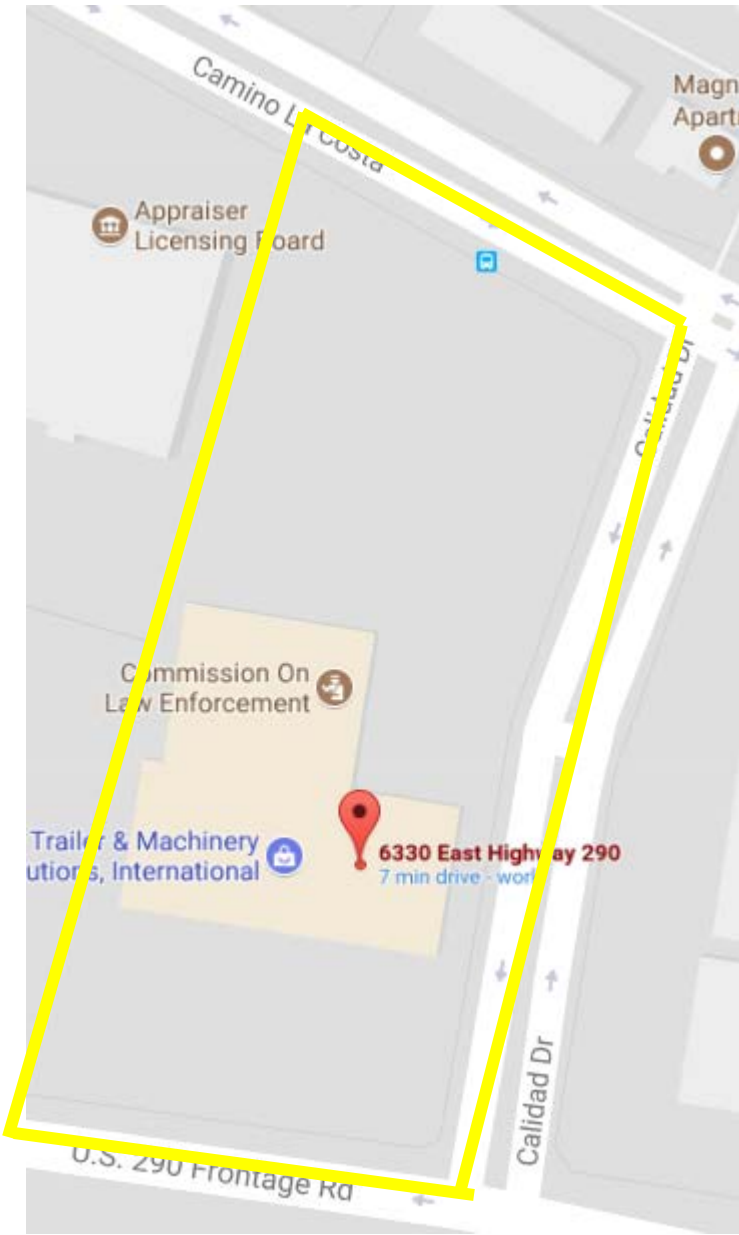 Camino La Costa
Magn
Apart
Appraiser
Licensing Board
Calidad Dr
Commission On
Law Enforcement
Trailer & Machinery
utions, International
6330 East Highway 290
7 min drive - work
Calidad Dr
U.S. 290 Frontage Rd